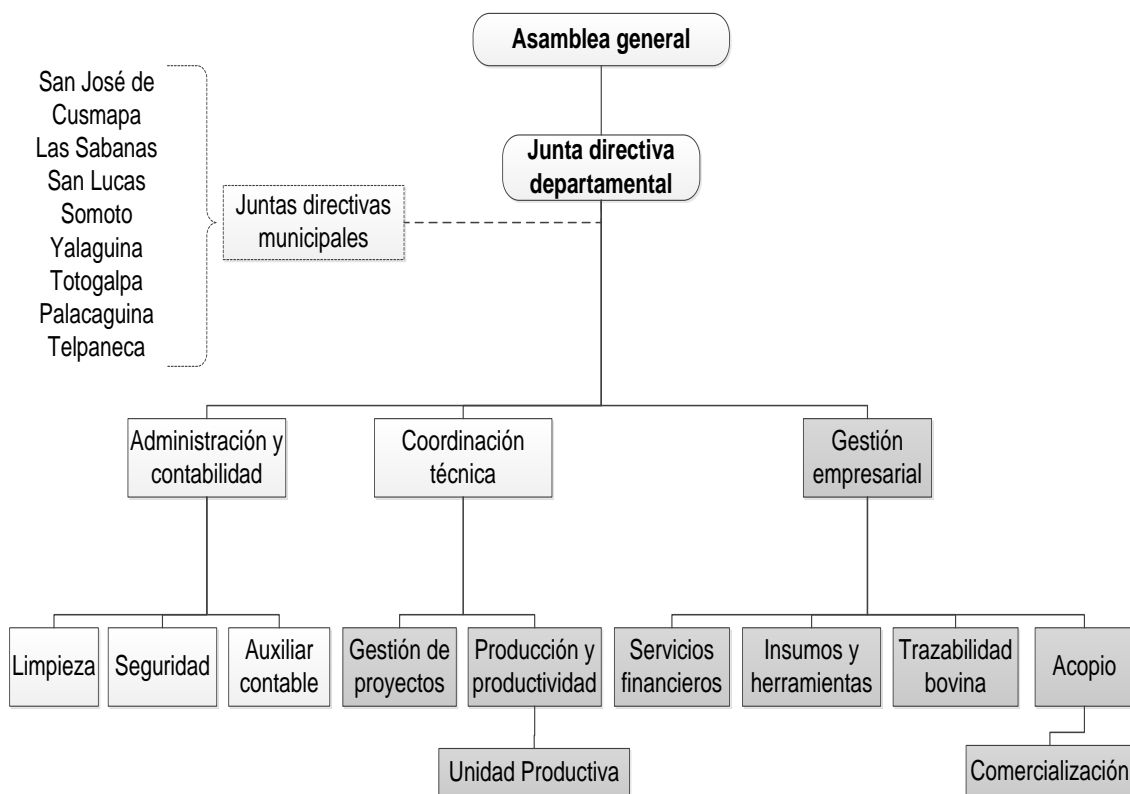 Asamblea general
San José de
Cusmapa
Las Sabanas
San Lucas
Somoto
Yalaguina
Totogalpa
Palacaguina
Telpaneca
Junta directiva
departamental
Juntas directivas
municipales
Administración y
contabilidad
Coordinación
técnica
Gestión
empresarial
Limpieza
Seguridad
Auxiliar
contable
Gestión de
proyectos
Producción y
productividad
Servicios
financieros
Insumos y
herramientas
Trazabilidad
bovina
Acopio
Unidad Productiva
Comercialización